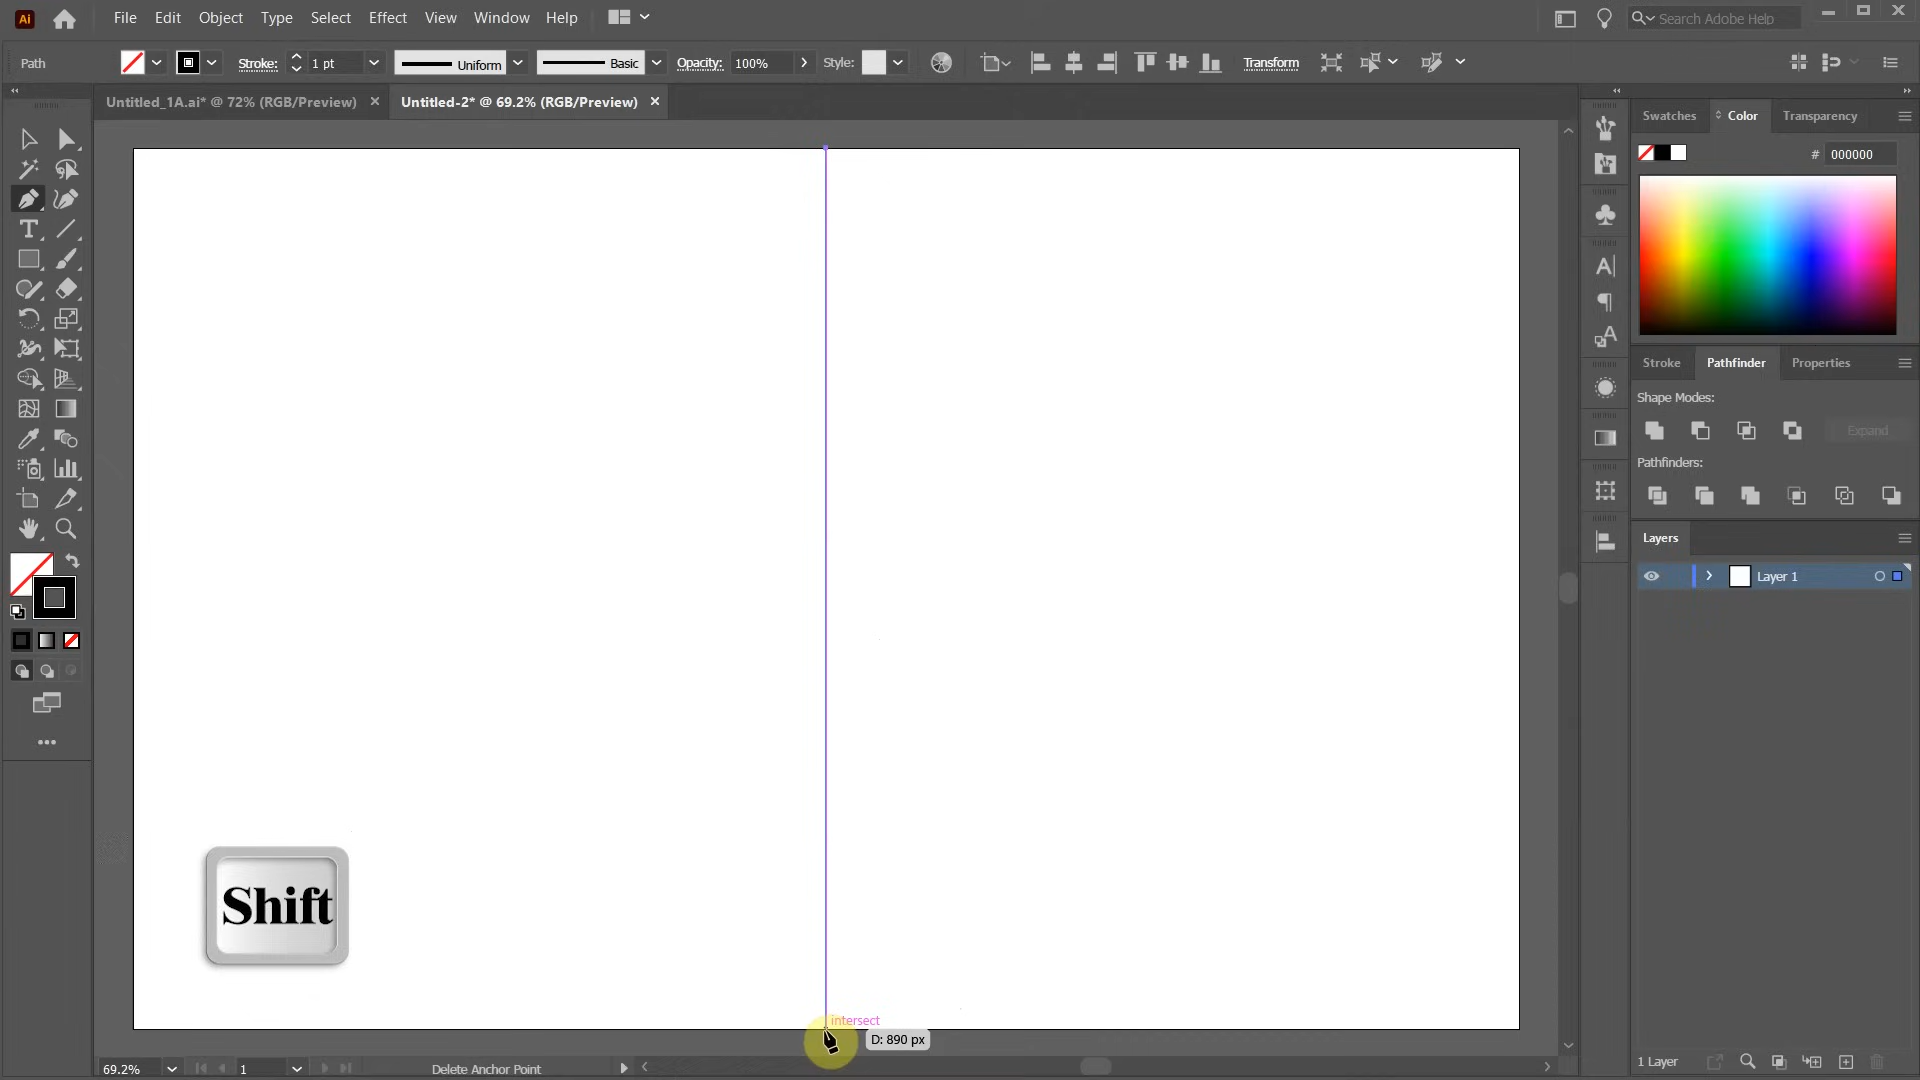 Ai File Edit Object Type Select Effect View Window Help Search Adobe Help
Path Stroke: 1 pt Uniform Basic Opacity: 100% Style: Transform
Untitled_1A.ai* @ 72% (RGB/Preview) × Untitled-2* @ 69.2% (RGB/Preview) ×
Swatches Color Transparency
# 000000
Stroke Pathfinder Properties
Shape Modes:
Expand
Pathfinders:
Layers
Layer 1
Shift
intersect
D: 890 px
1 Layer
69.2% 1 Delete Anchor Point